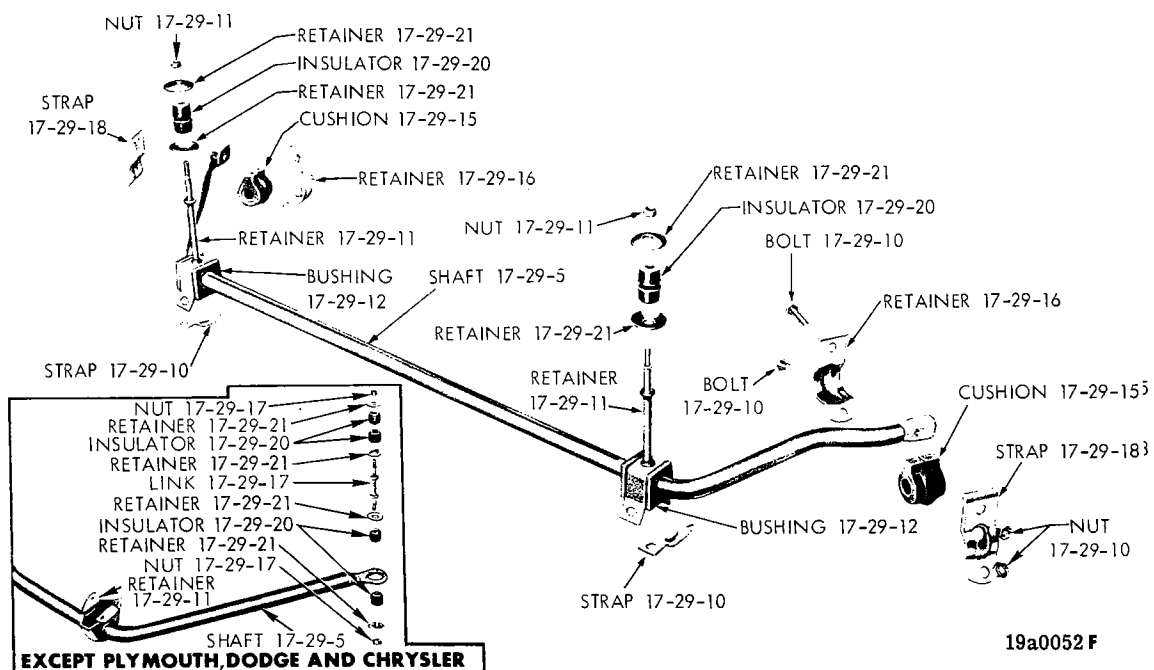 NUT 17-29-11
RETAINER 17-29-21
INSULATOR 17-29-20
RETAINER 17-29-21
CUSHION 17-29-15
STRAP
17-29-18
RETAINER 17-29-16
RETAINER 17-29-11
BUSHING
17-29-12
SHAFT 17-29-5
STRAP 17-29-10
RETAINER 17-29-21
INSULATOR 17-29-20
NUT 17-29-11
BOLT 17-29-10
RETAINER 17-29-16
RETAINER 17-29-21
RETAINER
17-29-11
BOLT
17-29-10
CUSHION 17-29-155
STRAP 17-29-183
NUT
17-29-10
BUSHING 17-29-12
STRAP 17-29-10
NUT 17-29-17
RETAINER 17-29-21
INSULATOR 17-29-20
RETAINER 17-29-21
LINK 17-29-17
RETAINER 17-29-21
INSULATOR 17-29-20
RETAINER 17-29-21
NUT 17-29-17
RETAINER
17-29-11
SHAFT 17-29-5
EXCEPT PLYMOUTH, DODGE AND CHRYSLER
19a0052 F